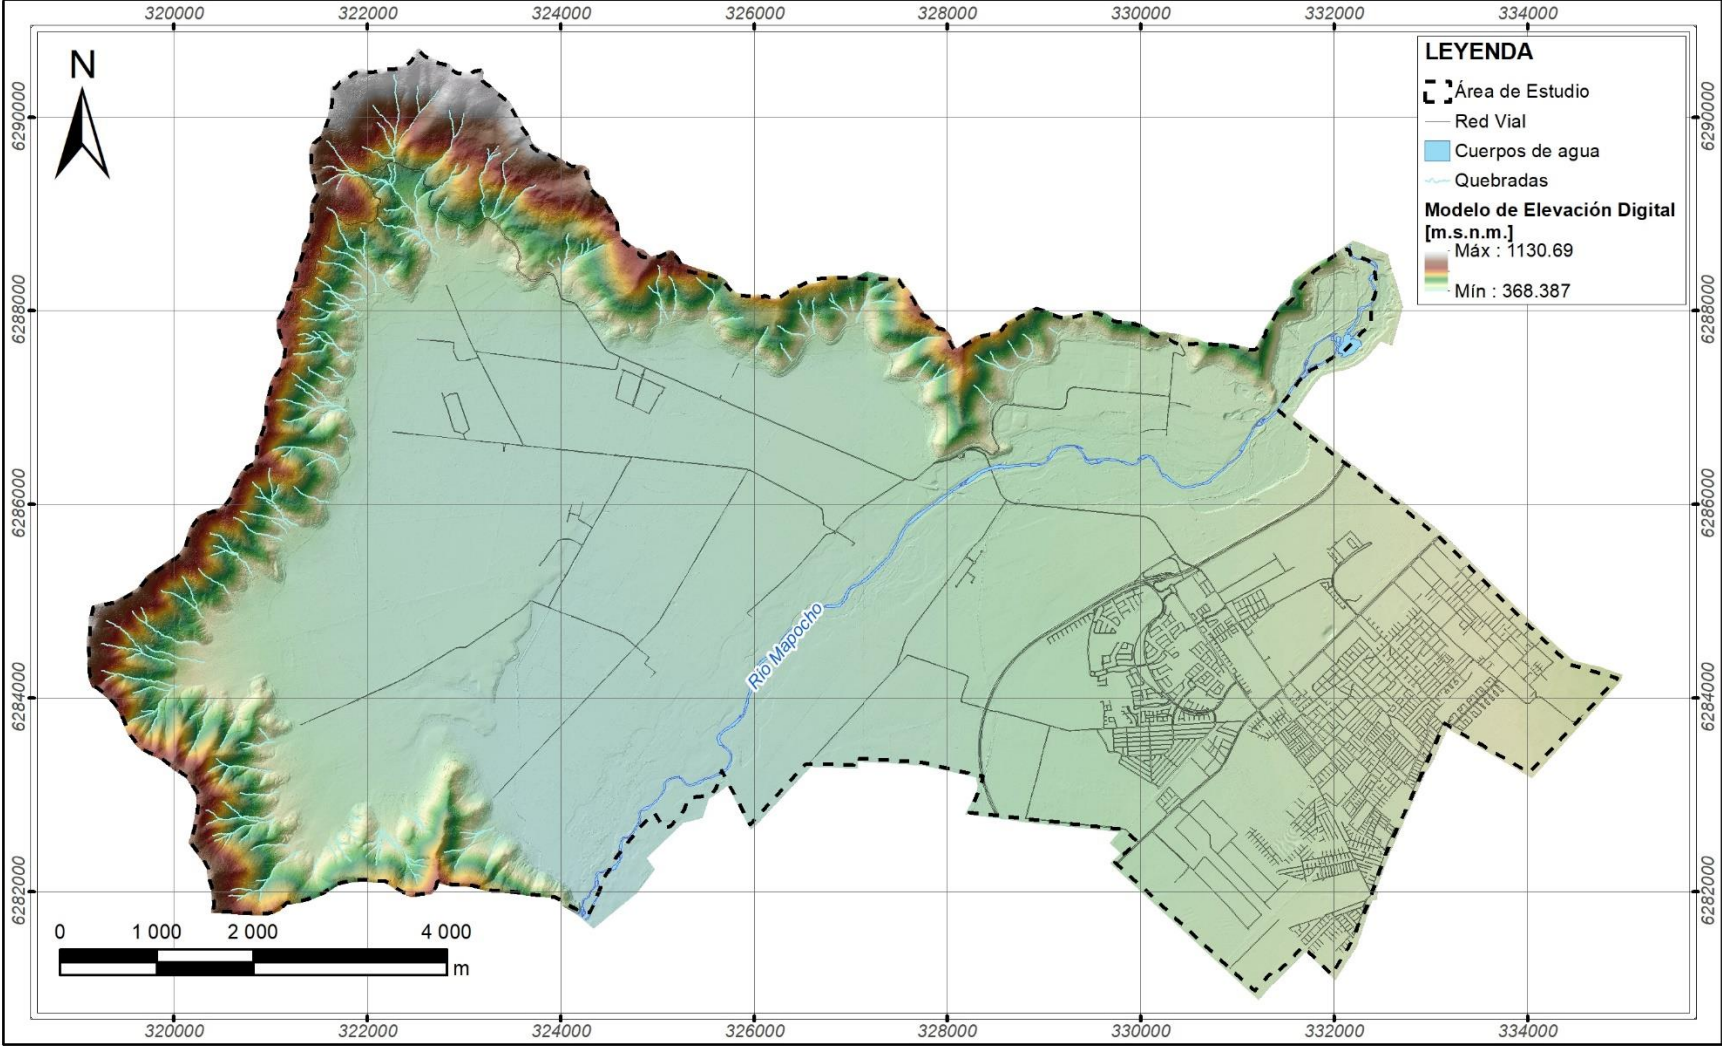 320000 322000 324000 326000 328000 330000 332000 334000
N
LEYENDA
Área de Estudio
Red Vial
Cuerpos de agua
Quebradas
Modelo de Elevación Digital
[m.s.n.m.]
Máx : 1130.69
Mín : 368.387
6290000 6290000
6288000 6288000
6286000 6286000
Río Mapocho
6284000 6284000
6282000 6282000
0 1 000 2 000 4 000
m
320000 322000 324000 326000 328000 330000 332000 334000